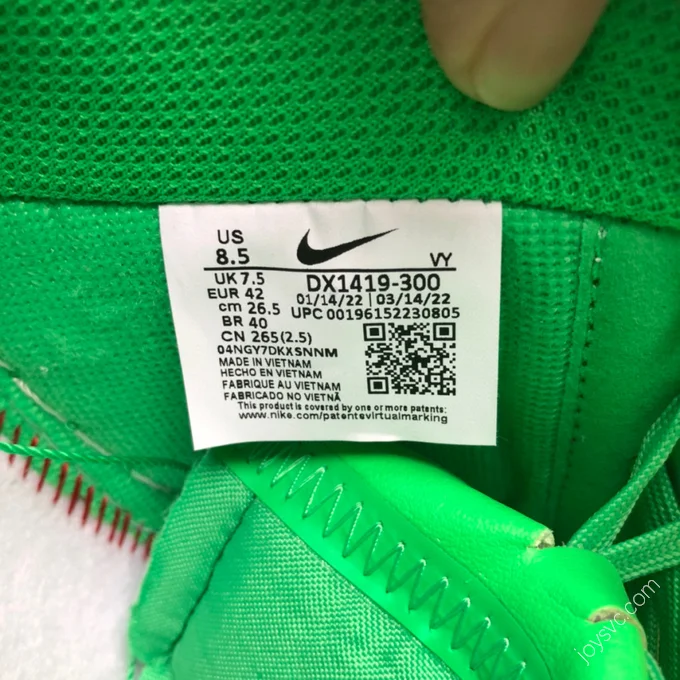 US
8.5
VY
UK 7.5
DX1419-300
EUR 42
01/14/22 | 03/14/22
cm 26.5
UPC 00196152230805
BR 40
CN 265(2.5)
04NGY7DKXSNNM
MADE IN VIETNAM
HECHO EN VIETNAM
FABRIQUE AU VIETNAM
FABRICADO NO VIETNÃ
This product is covered by one or more patents:
www.nike.com/patentevirtualmarking
joysvc.com